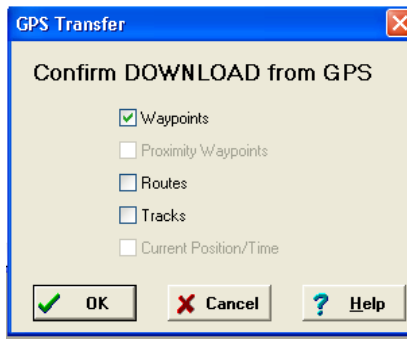 GPS Transfer
Confirm DOWNLOAD from GPS
Waypoints
Proximity Waypoints
Routes
Tracks
Current Position/Time
OK Cancel Help